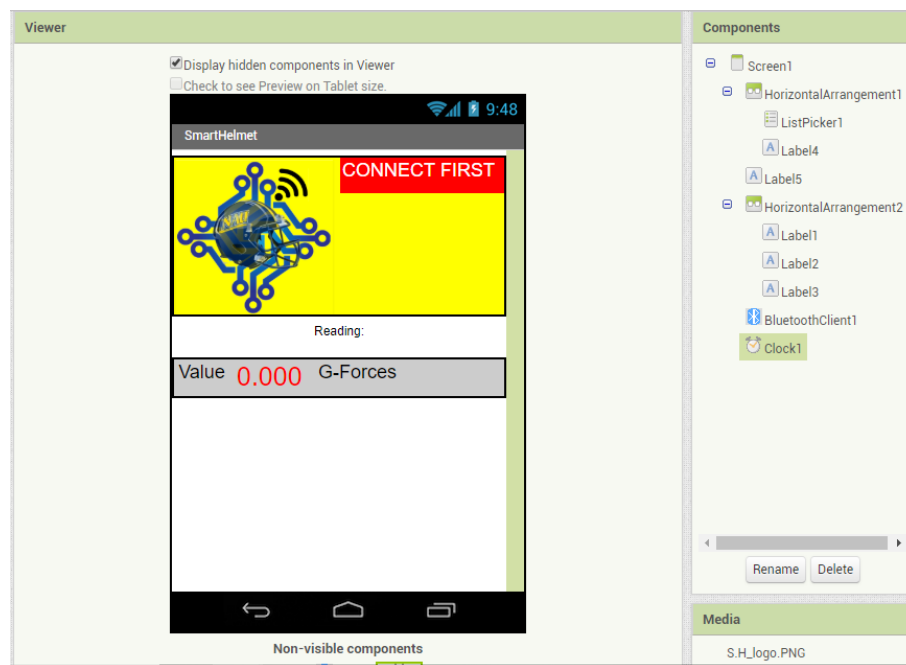 Viewer
Display hidden components in Viewer
Check to see Preview on Tablet size.
9:48
SmartHelmet
CONNECT FIRST
Reading:
Value 0.000 G-Forces
Non-visible components
Components
Screen1
HorizontalArrangement1
ListPicker1
A Label4
A Label5
HorizontalArrangement2
A Label1
A Label2
A Label3
BluetoothClient1
Clock1
Rename Delete
Media
S.H_logo.PNG